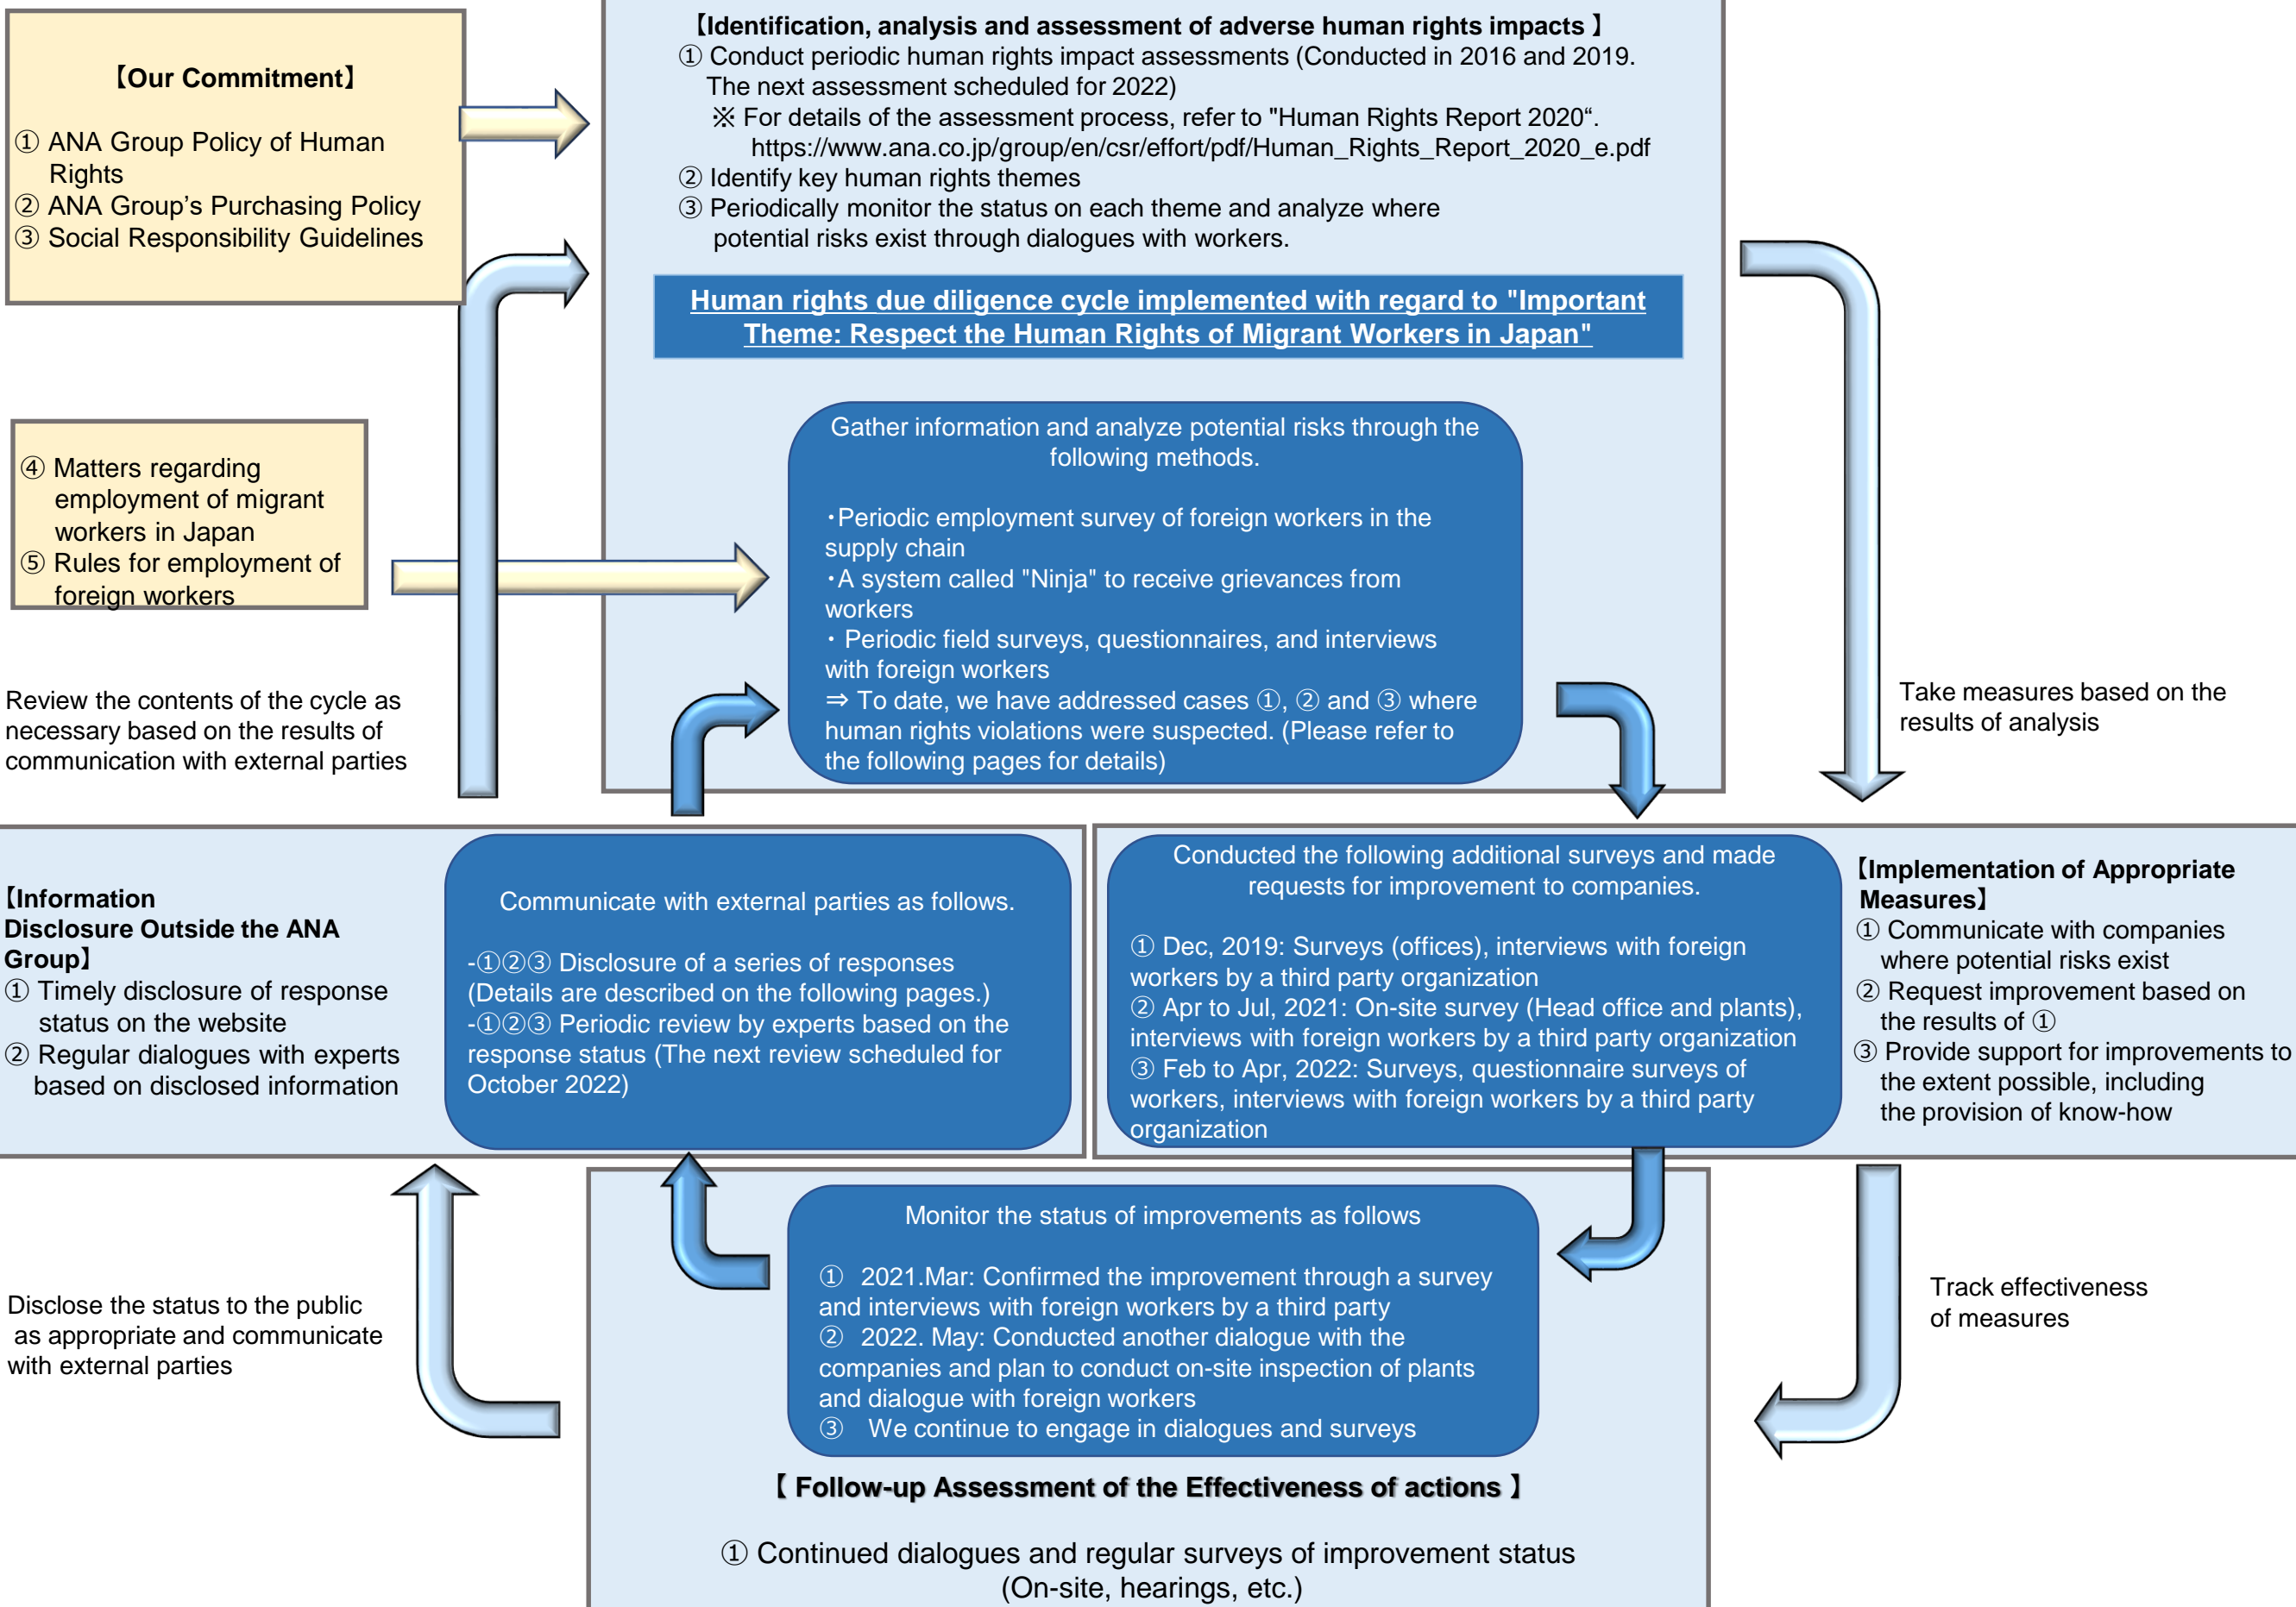 【Our Commitment】
① ANA Group Policy of Human
Rights
② ANA Group’s Purchasing Policy
③ Social Responsibility Guidelines
④ Matters regarding
employment of migrant
workers in Japan
⑤ Rules for employment of
foreign workers
【Identification, analysis and assessment of adverse human rights impacts 】
① Conduct periodic human rights impact assessments (Conducted in 2016 and 2019.
The next assessment scheduled for 2022)
※ For details of the assessment process, refer to "Human Rights Report 2020“.
https://www.ana.co.jp/group/en/csr/effort/pdf/Human_Rights_Report_2020_e.pdf
② Identify key human rights themes
③ Periodically monitor the status on each theme and analyze where
potential risks exist through dialogues with workers.
Human rights due diligence cycle implemented with regard to "Important
Theme: Respect the Human Rights of Migrant Workers in Japan"
Gather information and analyze potential risks through the
following methods.
・Periodic employment survey of foreign workers in the
supply chain
・A system called "Ninja" to receive grievances from
workers
・ Periodic field surveys, questionnaires, and interviews
with foreign workers
⇒ To date, we have addressed cases ①, ② and ③ where
human rights violations were suspected. (Please refer to
the following pages for details)
Review the contents of the cycle as
necessary based on the results of
communication with external parties
Take measures based on the
results of analysis
【Information
Disclosure Outside the ANA
Group】
① Timely disclosure of response
status on the website
② Regular dialogues with experts
based on disclosed information
Communicate with external parties as follows.
-①②③ Disclosure of a series of responses
(Details are described on the following pages.)
-①②③ Periodic review by experts based on the
response status (The next review scheduled for
October 2022)
Conducted the following additional surveys and made
requests for improvement to companies.
① Dec, 2019: Surveys (offices), interviews with foreign
workers by a third party organization
② Apr to Jul, 2021: On-site survey (Head office and plants),
interviews with foreign workers by a third party organization
③ Feb to Apr, 2022: Surveys, questionnaire surveys of
workers, interviews with foreign workers by a third party
organization
【Implementation of Appropriate
Measures】
① Communicate with companies
where potential risks exist
② Request improvement based on
the results of ①
③ Provide support for improvements to
the extent possible, including
the provision of know-how
Monitor the status of improvements as follows
① 2021.Mar: Confirmed the improvement through a survey
and interviews with foreign workers by a third party
② 2022. May: Conducted another dialogue with the
companies and plan to conduct on-site inspection of plants
and dialogue with foreign workers
③ We continue to engage in dialogues and surveys
Disclose the status to the public
as appropriate and communicate
with external parties
Track effectiveness
of measures
【 Follow-up Assessment of the Effectiveness of actions 】
① Continued dialogues and regular surveys of improvement status
(On-site, hearings, etc.)